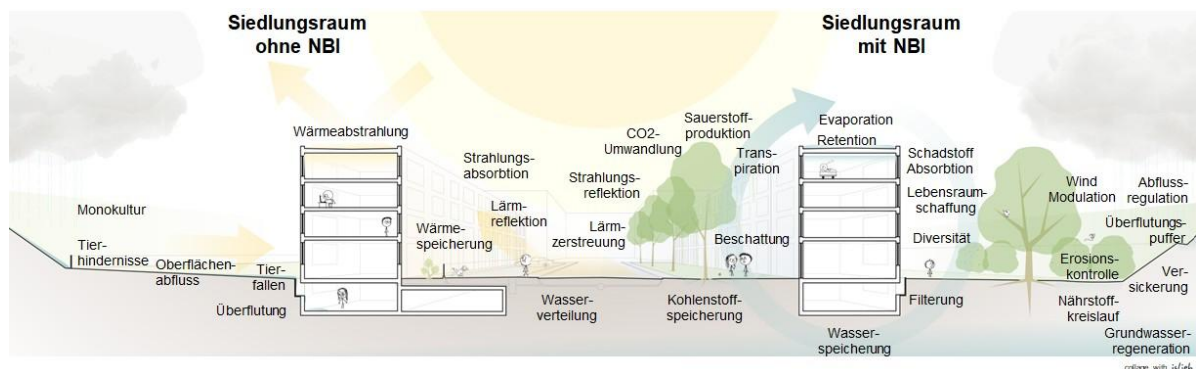 Siedlungsraum
ohne NBI
Siedlungsraum
mit NBI
Wärmeabstrahlung
Strahlungs-
absorbtion
Lärm-
reflektion
Wärme-
speicherung
Monokultur
Tier-
hindernisse
Oberflächen-
abfluss
Tier-
fallen
Überflutung
Wasser-
verteilung
CO2-
Umwandlung
Sauerstoff-
produktion
Strahlungs-
reflektion
Lärm-
zerstreuung
Trans-
piration
Beschattung
Kohlenstoff-
speicherung
Evaporation
Retention
Schadstoff
Absorbtion
Lebensraum-
schaffung
Diversität
Filterung
Wasser-
speicherung
Wind
Modulation
Abfluss-
regulation
Überflutungs-
puffer
Erosions-
kontrolle
Ver-
sickerung
Nährstoff-
kreislauf
Grundwasser-
regeneration
collage with isljeb